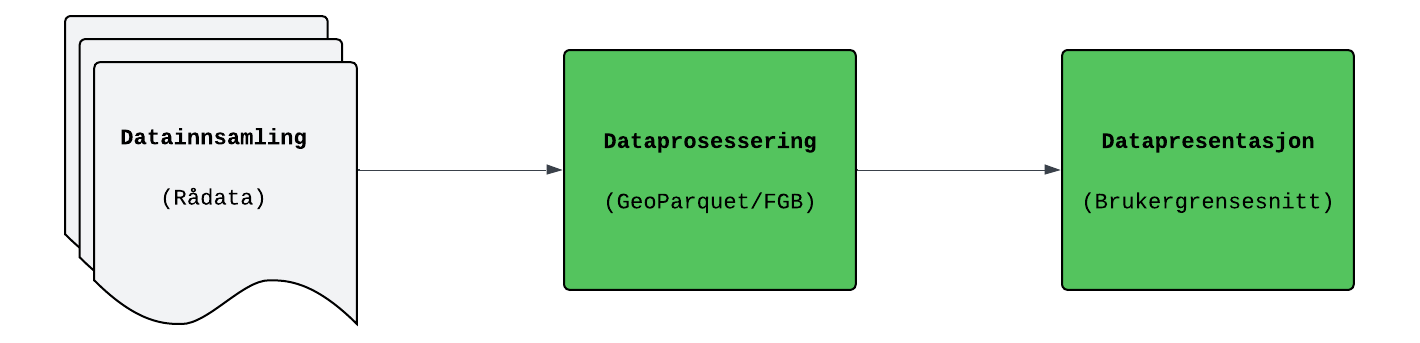 Datainnsamling
(Rådata)
Dataprosessering
(GeoParquet/FGB)
Datapresentasjon
(Brukergrensesnitt)